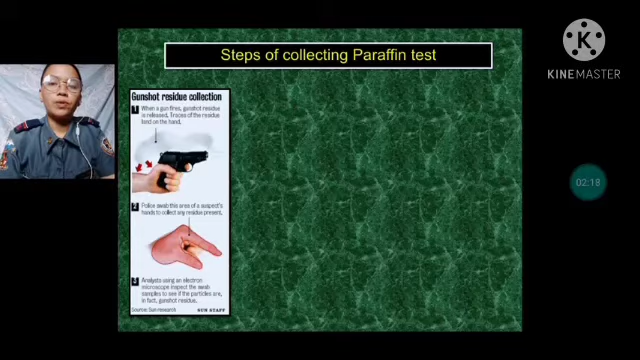 Steps of collecting Paraffin test
KINEMASTER
02:18
Gunshot residue collection
1 When a gun fires, gunshot residue
is released. Traces of the residue
land on the hand.
2 Police swab this area of a suspect's
hands to collect any residue present.
3 Analysts using an electron
microscope inspect the swab
samples to see if the particles are,
in fact, gunshot residue.
Source: Sun research SUN STAFF